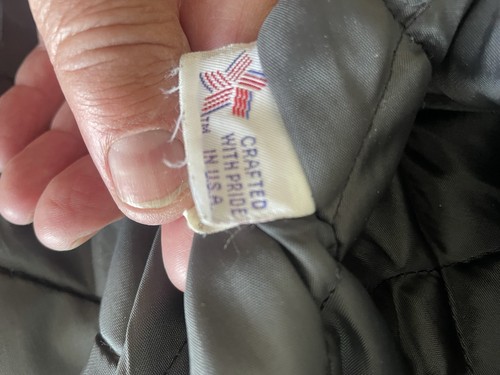 TM
CRAFTED
WITH PRIDE
IN U.S.A.